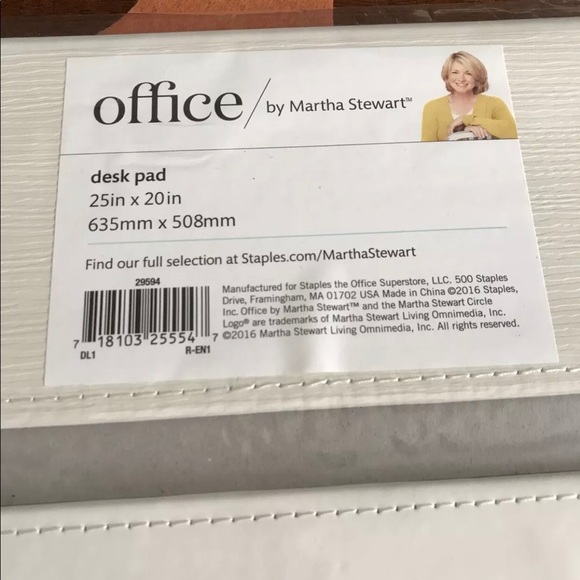 office/by Martha Stewart™
desk pad
25in x 20in
635mm x 508mm
Find our full selection at Staples.com/MarthaStewart
29594
7 18103 25554 7
DL1 R-EN1
Manufactured for Staples the Office Superstore, LLC. 500 Staples
Drive, Framingham, MA 01702 USA Made in China ©2016 Staples,
Inc. Office by Martha Stewart™ and the Martha Stewart Circle
Logo® are trademarks of Martha Stewart Living Omnimedia, Inc.
©2016 Martha Stewart Living Omnimedia, Inc. All rights reserved.